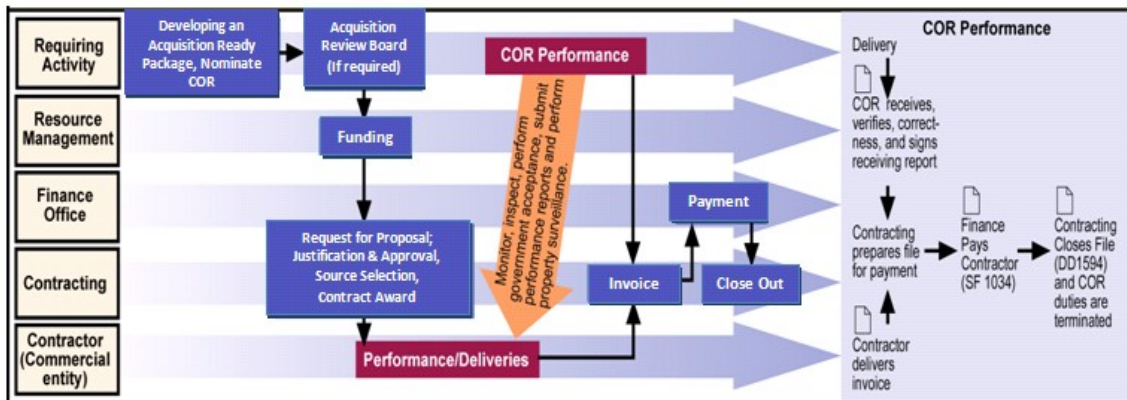 Requiring
Activity
Resource
Management
Finance
Office
Contracting
Contractor
(Commercial
entity)
Developing an
Acquisition Ready
Package, Nominate
COR
Acquisition
Review Board
(If required)
COR Performance
Funding
Monitor, inspect, perform
government acceptance, submit
performance reports and perform
property surveillance.
Request for Proposal;
Justification & Approval,
Source Selection,
Contract Award
Payment
Invoice
Close Out
Performance/Deliveries
COR Performance
Delivery
COR receives,
verifies, correct-
ness, and signs
receiving report
Contracting
prepares file
for payment
Finance
Pays
Contractor
(SF 1034)
Contracting
Closes File
(DD1594)
and COR
duties are
terminated
Contractor
delivers
invoice